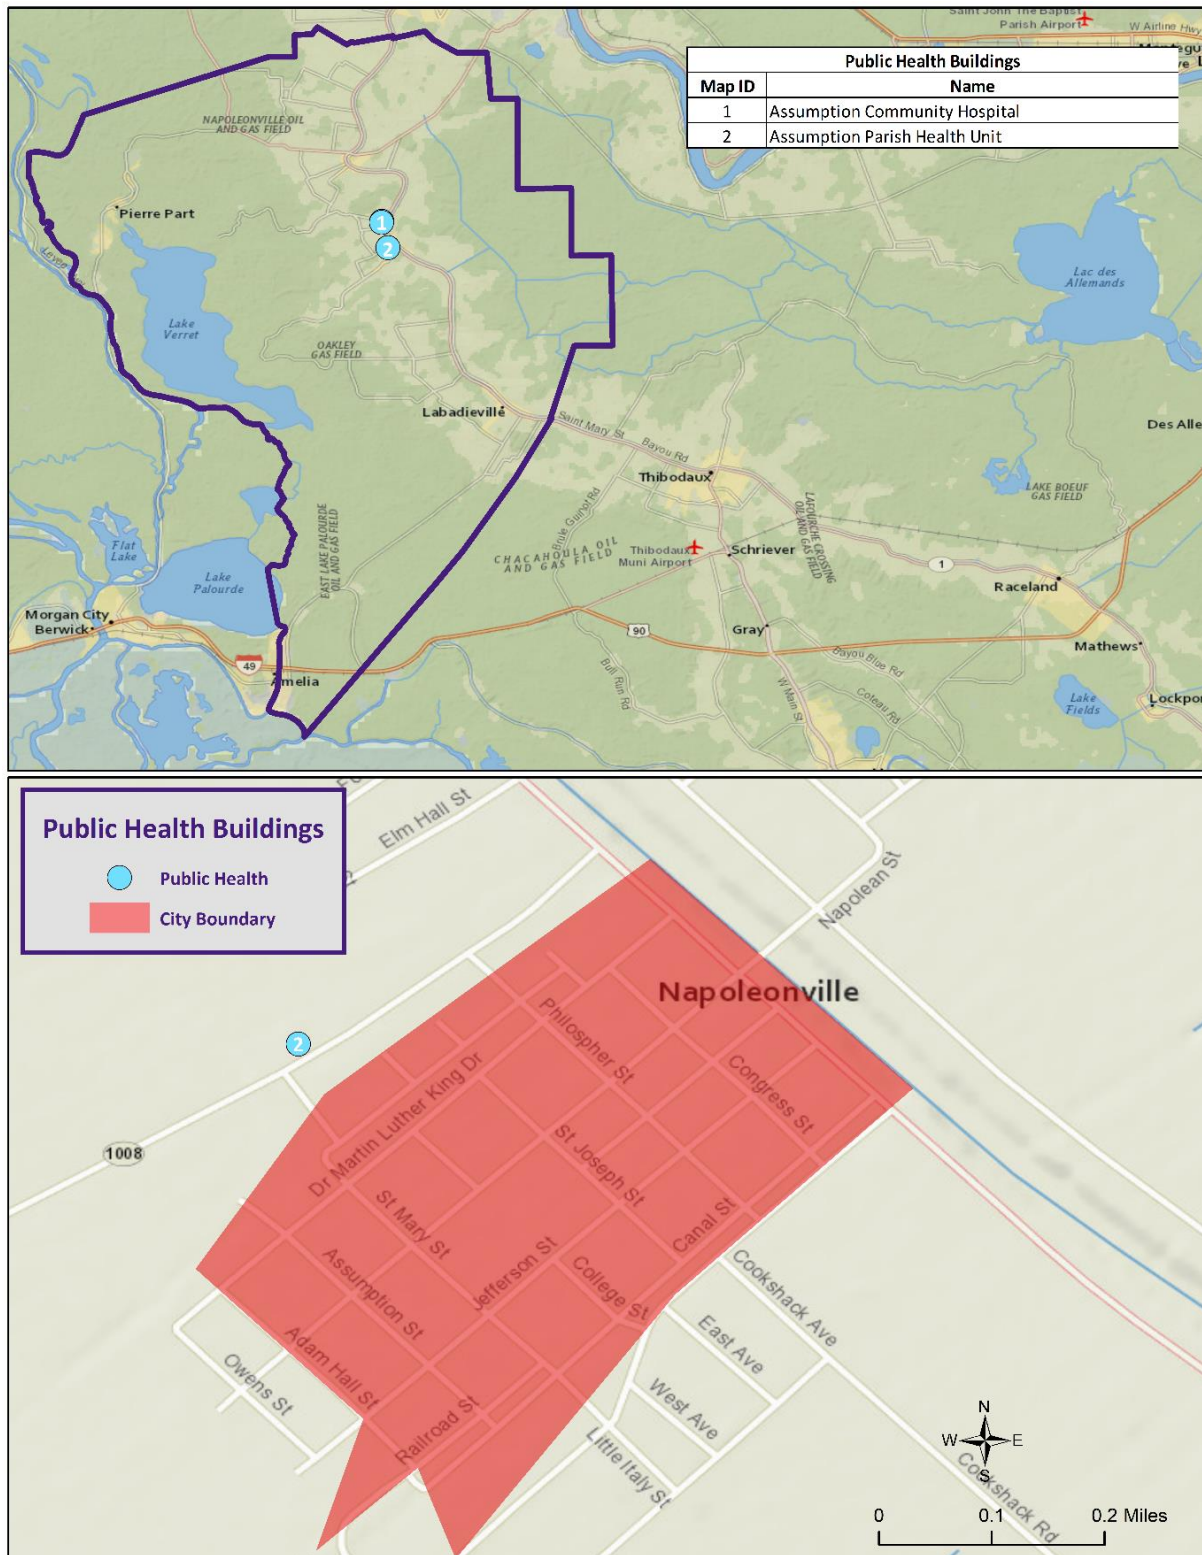 Saint John The Baptist
Parish Airport
W Airline Hwy
Public Health Buildings
Map ID Name
1 Assumption Community Hospital
2 Assumption Parish Health Unit
NAPOLEONVILLE OIL
AND GAS FIELD
Pierre Part
1
2
Lac des
Allemands
Lake
Verret
OAKLEY
GAS FIELD
Labadieville
Saint Mary St
Bayou Rd
Des Alle
Thibodaux
LAKE BOEUF
GAS FIELD
Brule Guillot Rd
LAFOURCHE CROSSING
OIL AND GAS FIELD
EAST LAKE PALOURDE
OIL AND GAS FIELD
CHACAHOULA OIL
AND GAS FIELD
Thibodaux
Muni Airport
Schriever
Flat
Lake
Lake
Palourde
1
Raceland
Morgan City
Berwick
90
Gray
Mathews
49
Amelia
Bull Run Rd
Bayou Blue Rd
Coteau Rd
W Main St
Lake
Fields
Lockpor
Public Health Buildings
Public Health
City Boundary
Elm Hall St
Napolean St
Napoleonville
2
Philospher St
Congress St
Dr Martin Luther King Dr
1008
St Joseph St
St Mary St
Canal St
Jefferson St
Assumption St
College St
Cookshack Ave
East Ave
Adam Hall St
Owens St
West Ave
Railroad St
Little Italy St
Cookshack Rd
N
W E
S
0 0.1 0.2 Miles